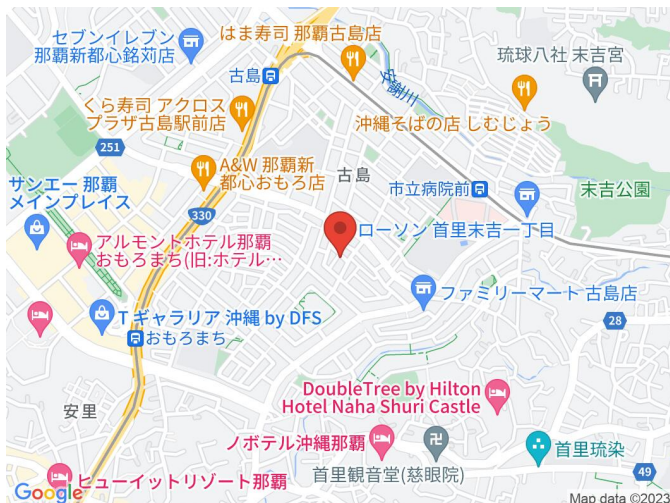 はま寿司 那覇古島店
セブンイレブン
那覇新都心銘苅店
古島
琉球八社 末吉宮
くら寿司 アクロス
プラザ古島駅前店
沖縄そばの店 しむじょう
251
A&W 那覇新
都心おもろ店
古島
市立病院前
末吉公園
サンエー 那覇
メインプレイス
330
ローソン 首里末吉一丁目
アルモントホテル那覇
おもろまち(旧:ホテル…
ファミリーマート 古島店
T ギャラリア 沖縄 by DFS
28
おもろまち
DoubleTree by Hilton
Hotel Naha Shuri Castle
安里
ノボテル沖縄那覇
首里観音堂(慈眼院)
首里琉染
49
ヒューイットリゾート那覇
Google
Map data ©2023